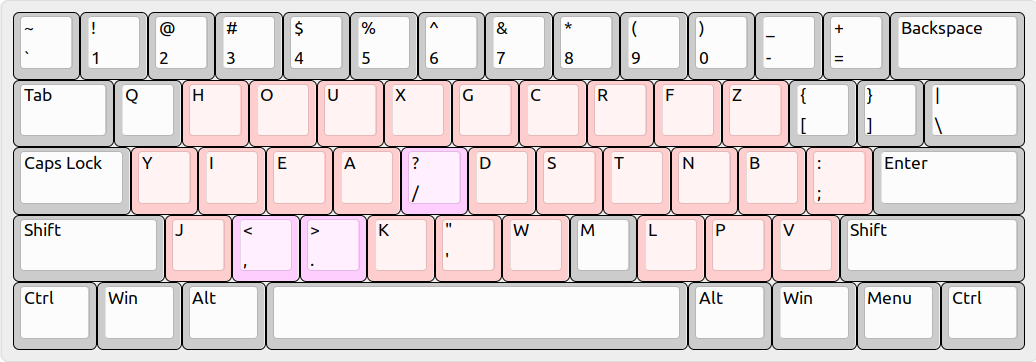 ~ ! @ # $ % ^ & * ( ) _ + Backspace
` 1 2 3 4 5 6 7 8 9 0 - =
Tab Q H O U X G C R F Z { } |
[ ] \
Caps Lock Y I E A ? D S T N B : Enter
/ ;
Shift J < > K " W M L P V Shift
, . '
Ctrl Win Alt Alt Win Menu Ctrl